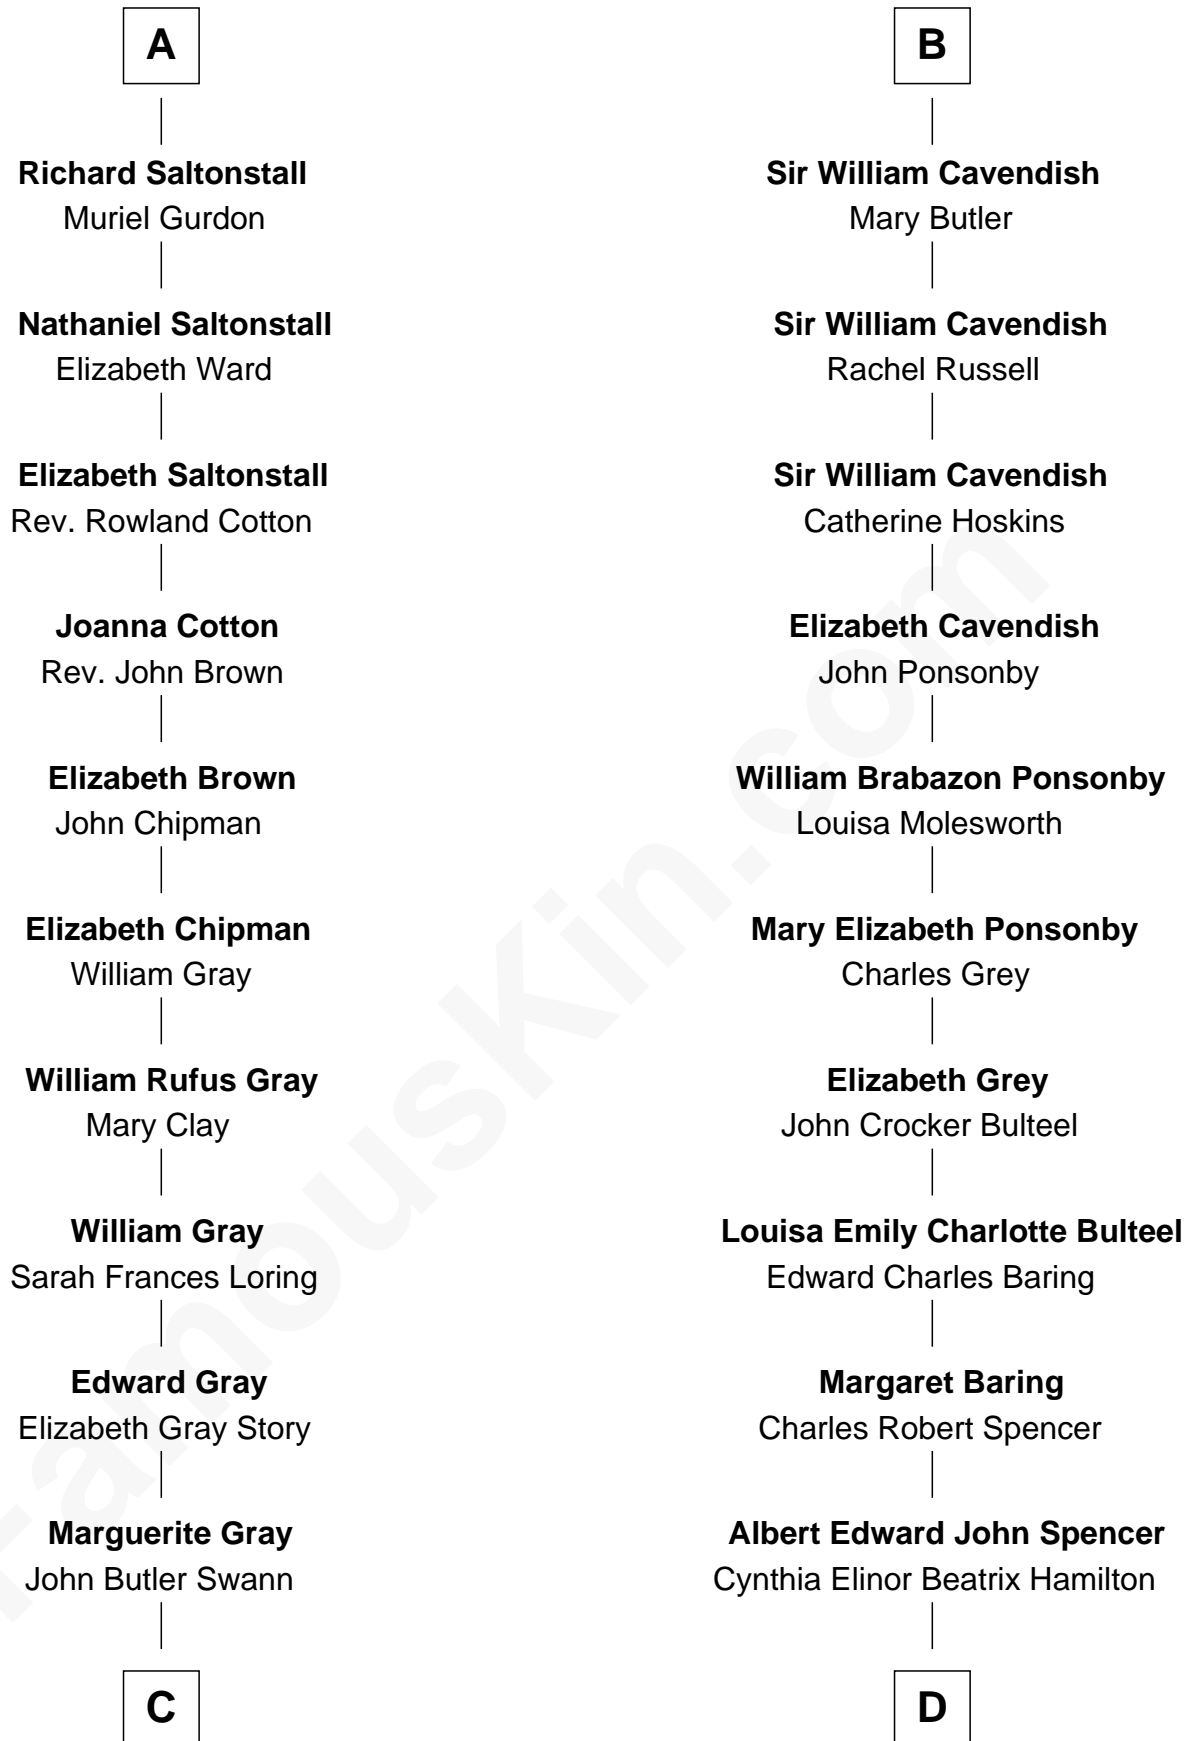 A
Richard Saltonstall
Muriel Gurdon
Nathaniel Saltonstall
Elizabeth Ward
Elizabeth Saltonstall
Rev. Rowland Cotton
Joanna Cotton
Rev. John Brown
Elizabeth Brown
John Chipman
Elizabeth Chipman
William Gray
William Rufus Gray
Mary Clay
William Gray
Sarah Frances Loring
Edward Gray
Elizabeth Gray Story
Marguerite Gray
John Butler Swann
C
B
Sir William Cavendish
Mary Butler
Sir William Cavendish
Rachel Russell
Sir William Cavendish
Catherine Hoskins
Elizabeth Cavendish
John Ponsonby
William Brabazon Ponsonby
Louisa Molesworth
Mary Elizabeth Ponsonby
Charles Grey
Elizabeth Grey
John Crocker Bulteel
Louisa Emily Charlotte Bulteel
Edward Charles Baring
Margaret Baring
Charles Robert Spencer
Albert Edward John Spencer
Cynthia Elinor Beatrix Hamilton
D
FamousKin.com